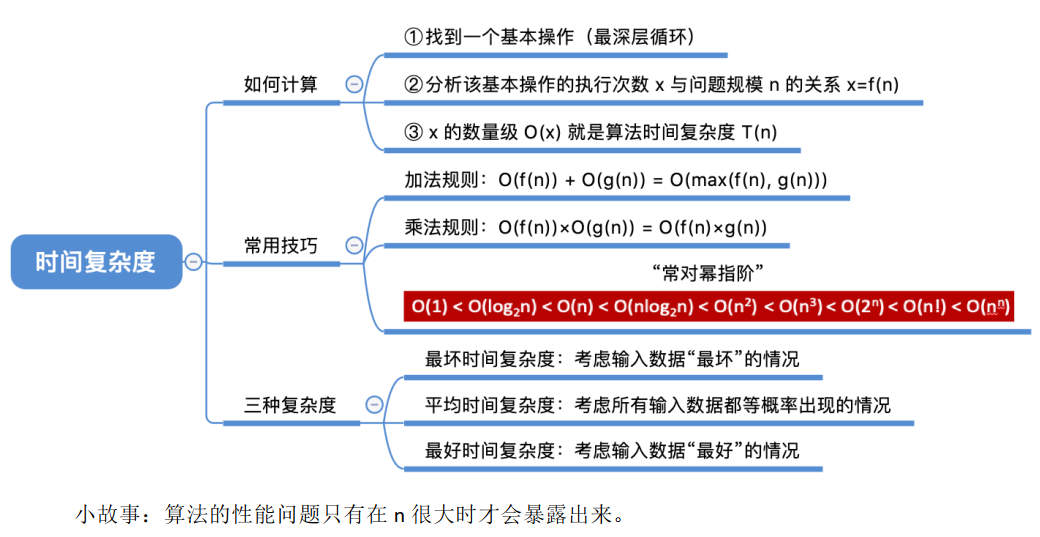 时间复杂度
如何计算
①找到一个基本操作（最深层循环）
②分析该基本操作的执行次数 x 与问题规模 n 的关系 x=f(n)
③ x 的数量级 O(x) 就是算法时间复杂度 T(n)
常用技巧
加法规则：O(f(n)) + O(g(n)) = O(max(f(n), g(n)))
乘法规则：O(f(n))×O(g(n)) = O(f(n)×g(n))
“常对幂指阶”
O(1) < O(log₂n) < O(n) < O(nlog₂n) < O(n²) < O(n³) < O(2ⁿ) < O(n!) < O(nⁿ)
三种复杂度
最坏时间复杂度：考虑输入数据“最坏”的情况
平均时间复杂度：考虑所有输入数据都等概率出现的情况
最好时间复杂度：考虑输入数据“最好”的情况
小故事：算法的性能问题只有在 n 很大时才会暴露出来。